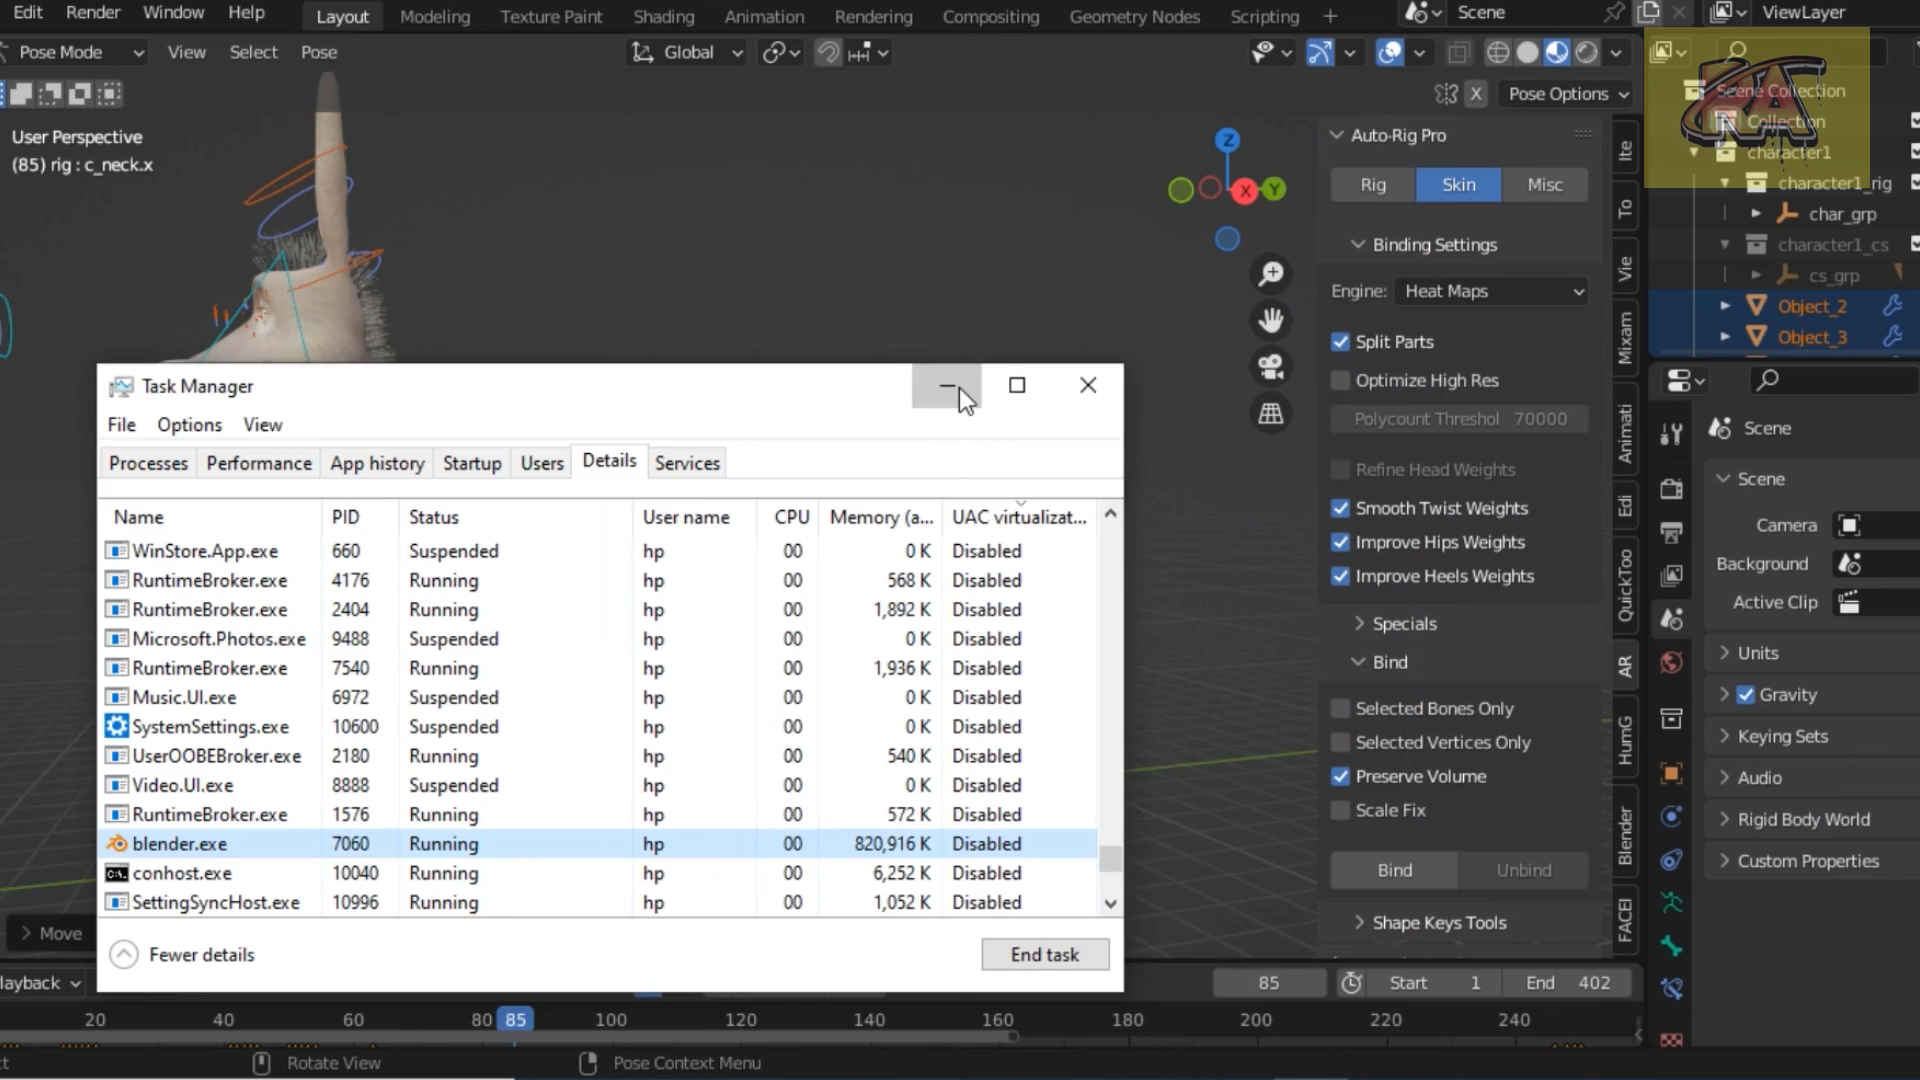 Edit Render Window Help Layout Modeling Texture Paint Shading Animation Rendering Compositing Geometry Nodes Scripting + Scene ViewLayer
Pose Mode View Select Pose Global
X Pose Options
User Perspective
(85) rig : c_neck.x
Z
X Y
Auto-Rig Pro
Rig Skin Misc
Binding Settings
Engine: Heat Maps
Split Parts
Optimize High Res
Polycount Threshol 70000
Refine Head Weights
Smooth Twist Weights
Improve Hips Weights
Improve Heels Weights
Specials
Bind
Selected Bones Only
Selected Vertices Only
Preserve Volume
Scale Fix
Bind Unbind
Shape Keys Tools
Ite
To
Vie
Mixam
Animati
Edi
QuickToo
AR
HumG
Blender
FACEI
Scene Collection
Collection
character1
character1_rig
char_grp
character1_cs
cs_grp
Object_2
Object_3
RA
Scene
Scene
Camera
Background
Active Clip
Units
Gravity
Keying Sets
Audio
Rigid Body World
Custom Properties
Task Manager
File Options View
Processes Performance App history Startup Users Details Services
Name PID Status User name CPU Memory (a... UAC virtualizat...
WinStore.App.exe 660 Suspended hp 00 0 K Disabled
RuntimeBroker.exe 4176 Running hp 00 568 K Disabled
RuntimeBroker.exe 2404 Running hp 00 1,892 K Disabled
Microsoft.Photos.exe 9488 Suspended hp 00 0 K Disabled
RuntimeBroker.exe 7540 Running hp 00 1,936 K Disabled
Music.UI.exe 6972 Suspended hp 00 0 K Disabled
SystemSettings.exe 10600 Suspended hp 00 0 K Disabled
UserOOBEBroker.exe 2180 Running hp 00 540 K Disabled
Video.UI.exe 8888 Suspended hp 00 0 K Disabled
RuntimeBroker.exe 1576 Running hp 00 572 K Disabled
blender.exe 7060 Running hp 00 820,916 K Disabled
conhost.exe 10040 Running hp 00 6,252 K Disabled
SettingSyncHost.exe 10996 Running hp 00 1,052 K Disabled
Fewer details End task
Move
layback 85 Start 1 End 402
20 40 60 80 85 100 120 140 160 180 200 220 240
ct Rotate View Pose Context Menu